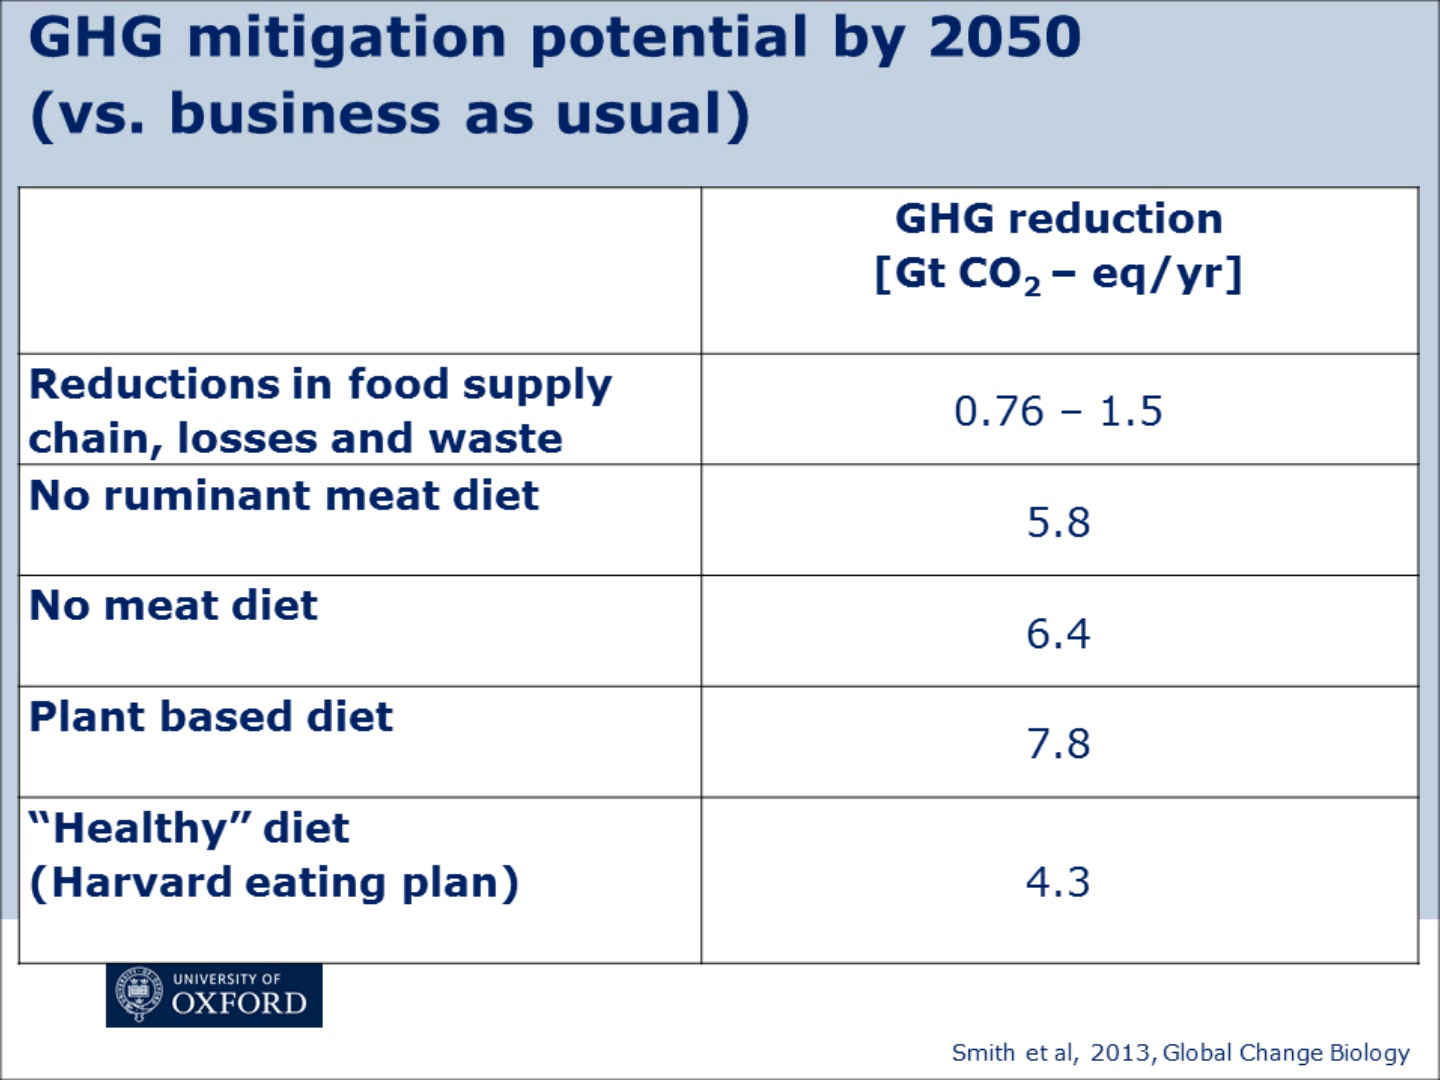 GHG mitigation potential by 2050
(vs. business as usual)
GHG reduction
[Gt CO₂ – eq/yr]
Reductions in food supply
chain, losses and waste
0.76 – 1.5
No ruminant meat diet
5.8
No meat diet
6.4
Plant based diet
7.8
“Healthy” diet
(Harvard eating plan)
4.3
UNIVERSITY OF
OXFORD
Smith et al, 2013, Global Change Biology